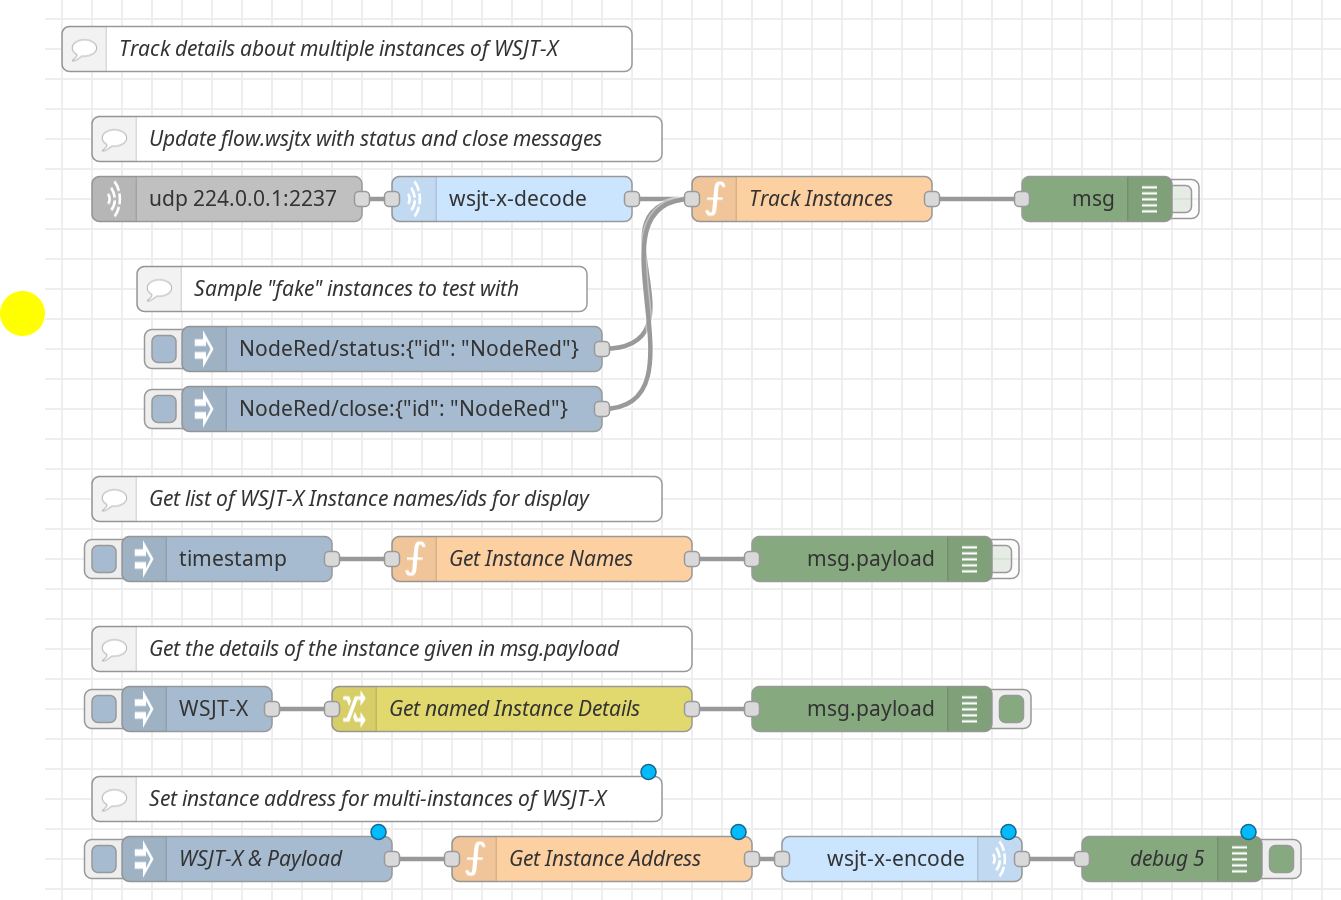 Track details about multiple instances of WSJT-X
Update flow.wsjtx with status and close messages
udp 224.0.0.1:2237
wsjt-x-decode
Track Instances
msg
Sample "fake" instances to test with
NodeRed/status:{"id": "NodeRed"}
NodeRed/close:{"id": "NodeRed"}
Get list of WSJT-X Instance names/ids for display
timestamp
Get Instance Names
msg.payload
Get the details of the instance given in msg.payload
WSJT-X
Get named Instance Details
msg.payload
Set instance address for multi-instances of WSJT-X
WSJT-X & Payload
Get Instance Address
wsjt-x-encode
debug 5